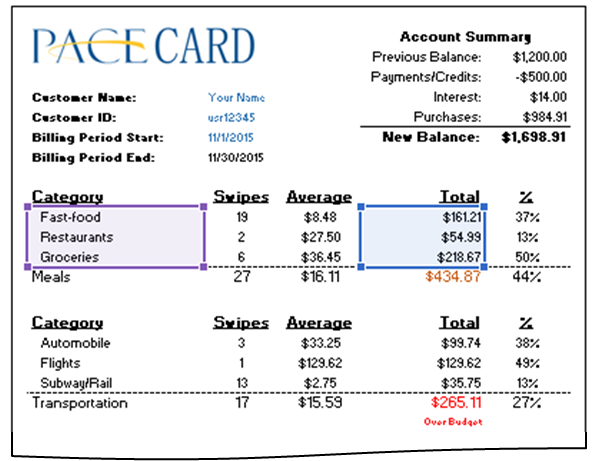 PACE CARD
Account Summary
Previous Balance: $1,200.00
Payments/Credits: -$500.00
Interest: $14.00
Purchases: $984.91
New Balance: $1,698.91
Customer Name: Your Name
Customer ID: usr12345
Billing Period Start: 11/1/2015
Billing Period End: 11/30/2015
Category Swipes Average Total %
Fast-food 19 $8.48 $161.21 37%
Restaurants 2 $27.50 $54.99 13%
Groceries 6 $36.45 $218.67 50%
Meals 27 $16.11 $434.87 44%
Category Swipes Average Total %
Automobile 3 $33.25 $99.74 38%
Flights 1 $129.62 $129.62 49%
Subway/Rail 13 $2.75 $35.75 13%
Transportation 17 $15.59 $265.11 27%
Over Budget